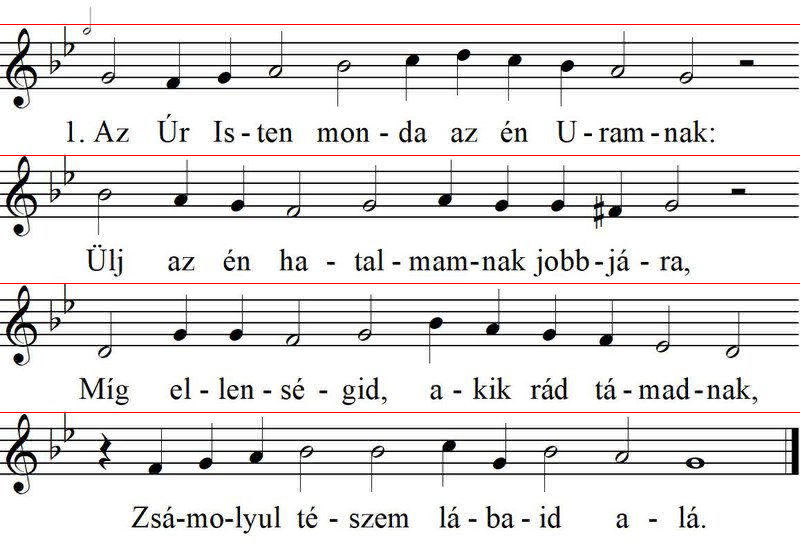 1. Az Úr Is - ten mon - da az én U - ram - nak:
Ülj az én ha - tal - mam - nak jobb - já - ra,
Míg el - len - sé - gid, a - kik rád tá - mad - nak,
Zsá - mo - lyul té - szem lá - ba - id a - lá.